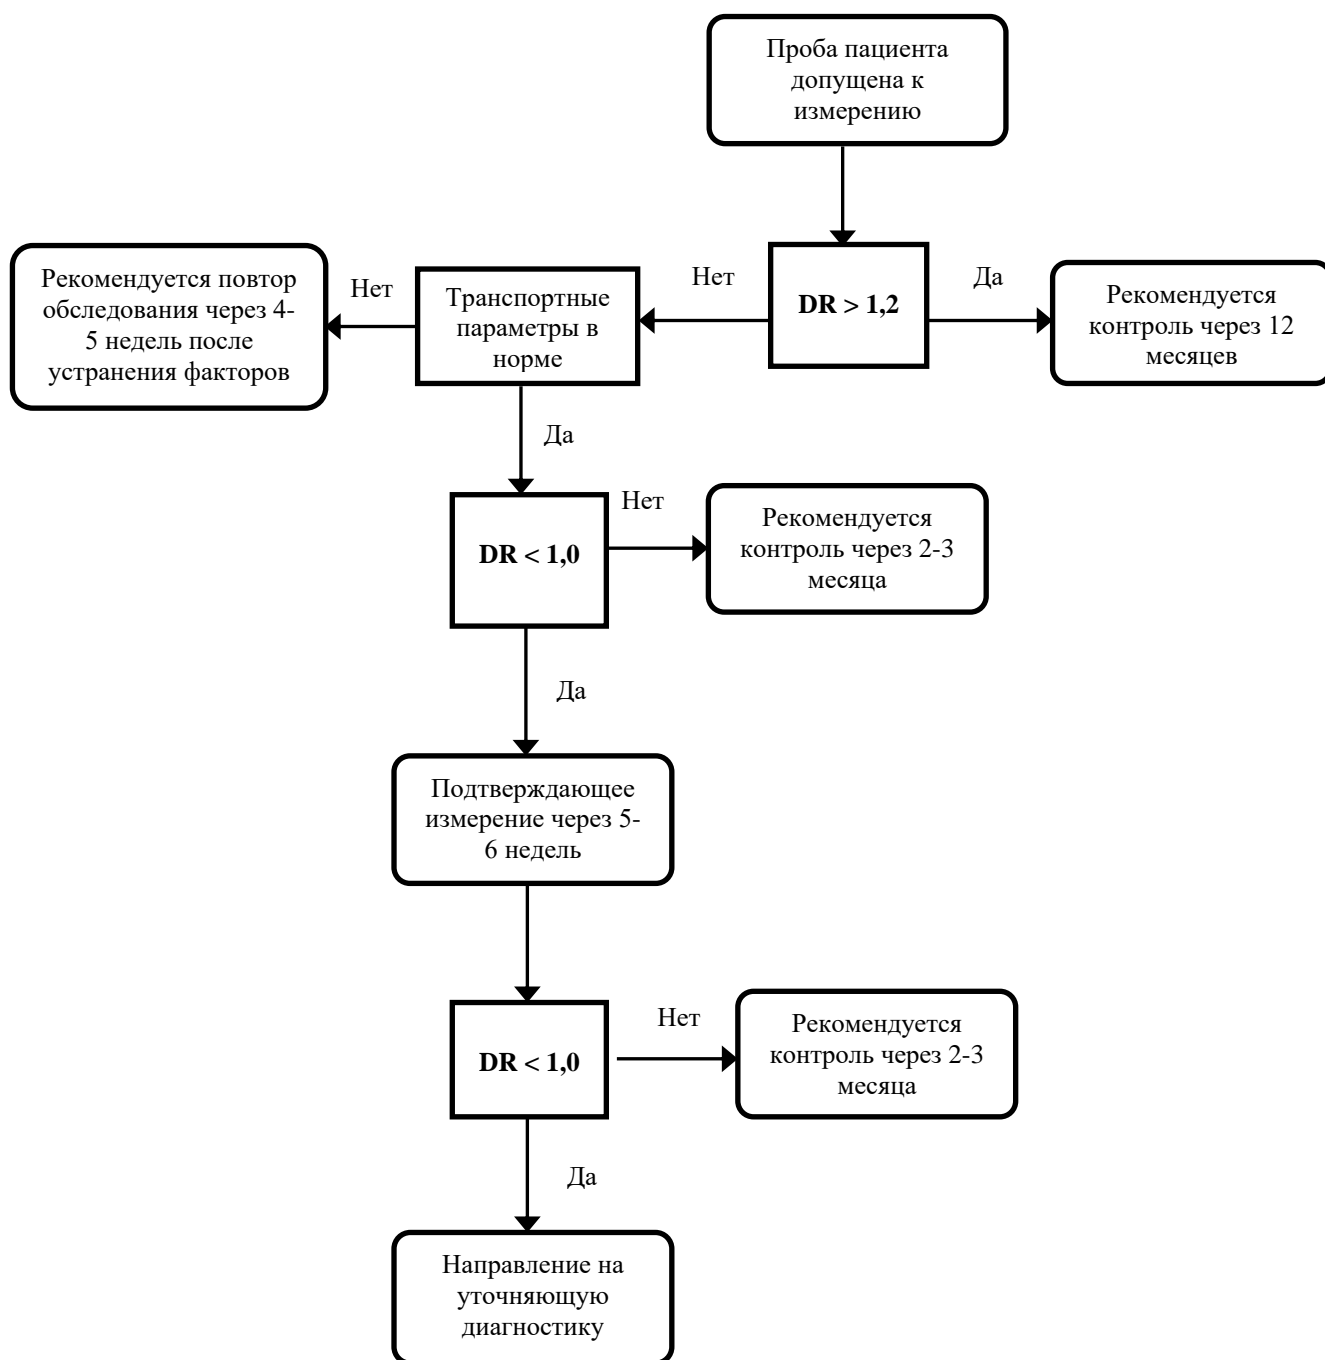 Проба пациента
допущена к
измерению
Рекомендуется повтор
обследования через 4-
5 недель после
устранения факторов
Нет
Транспортные
параметры в
норме
Нет
DR > 1,2
Да
Рекомендуется
контроль через 12
месяцев
Да
DR < 1,0
Нет
Рекомендуется
контроль через 2-3
месяца
Да
Подтверждающее
измерение через 5-
6 недель
DR < 1,0
Нет
Рекомендуется
контроль через 2-3
месяца
Да
Направление на
уточняющую
диагностику